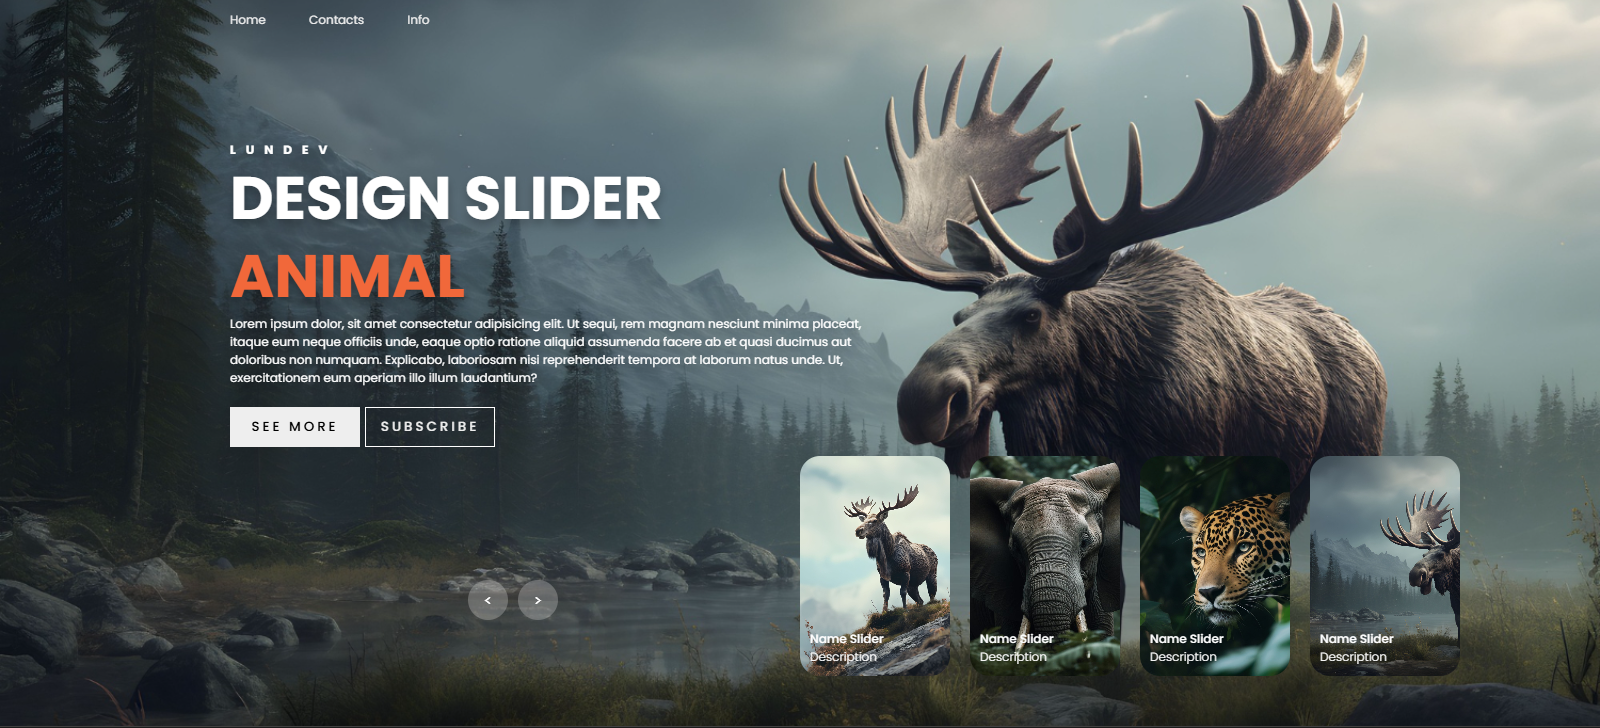 Home Contacts Info
LUNDEV
DESIGN SLIDER
ANIMAL
Lorem ipsum dolor, sit amet consectetur adipisicing elit. Ut sequi, rem magnam nesciunt minima placeat,
itaque eum neque officiis unde, eaque optio ratione aliquid assumenda facere ab et quasi ducimus aut
doloribus non numquam. Explicabo, laboriosam nisi reprehenderit tempora at laborum natus unde. Ut,
exercitationem eum aperiam illo illum laudantium?
SEE MORE SUBSCRIBE
< >
Name Slider
Description
Name Slider
Description
Name Slider
Description
Name Slider
Description